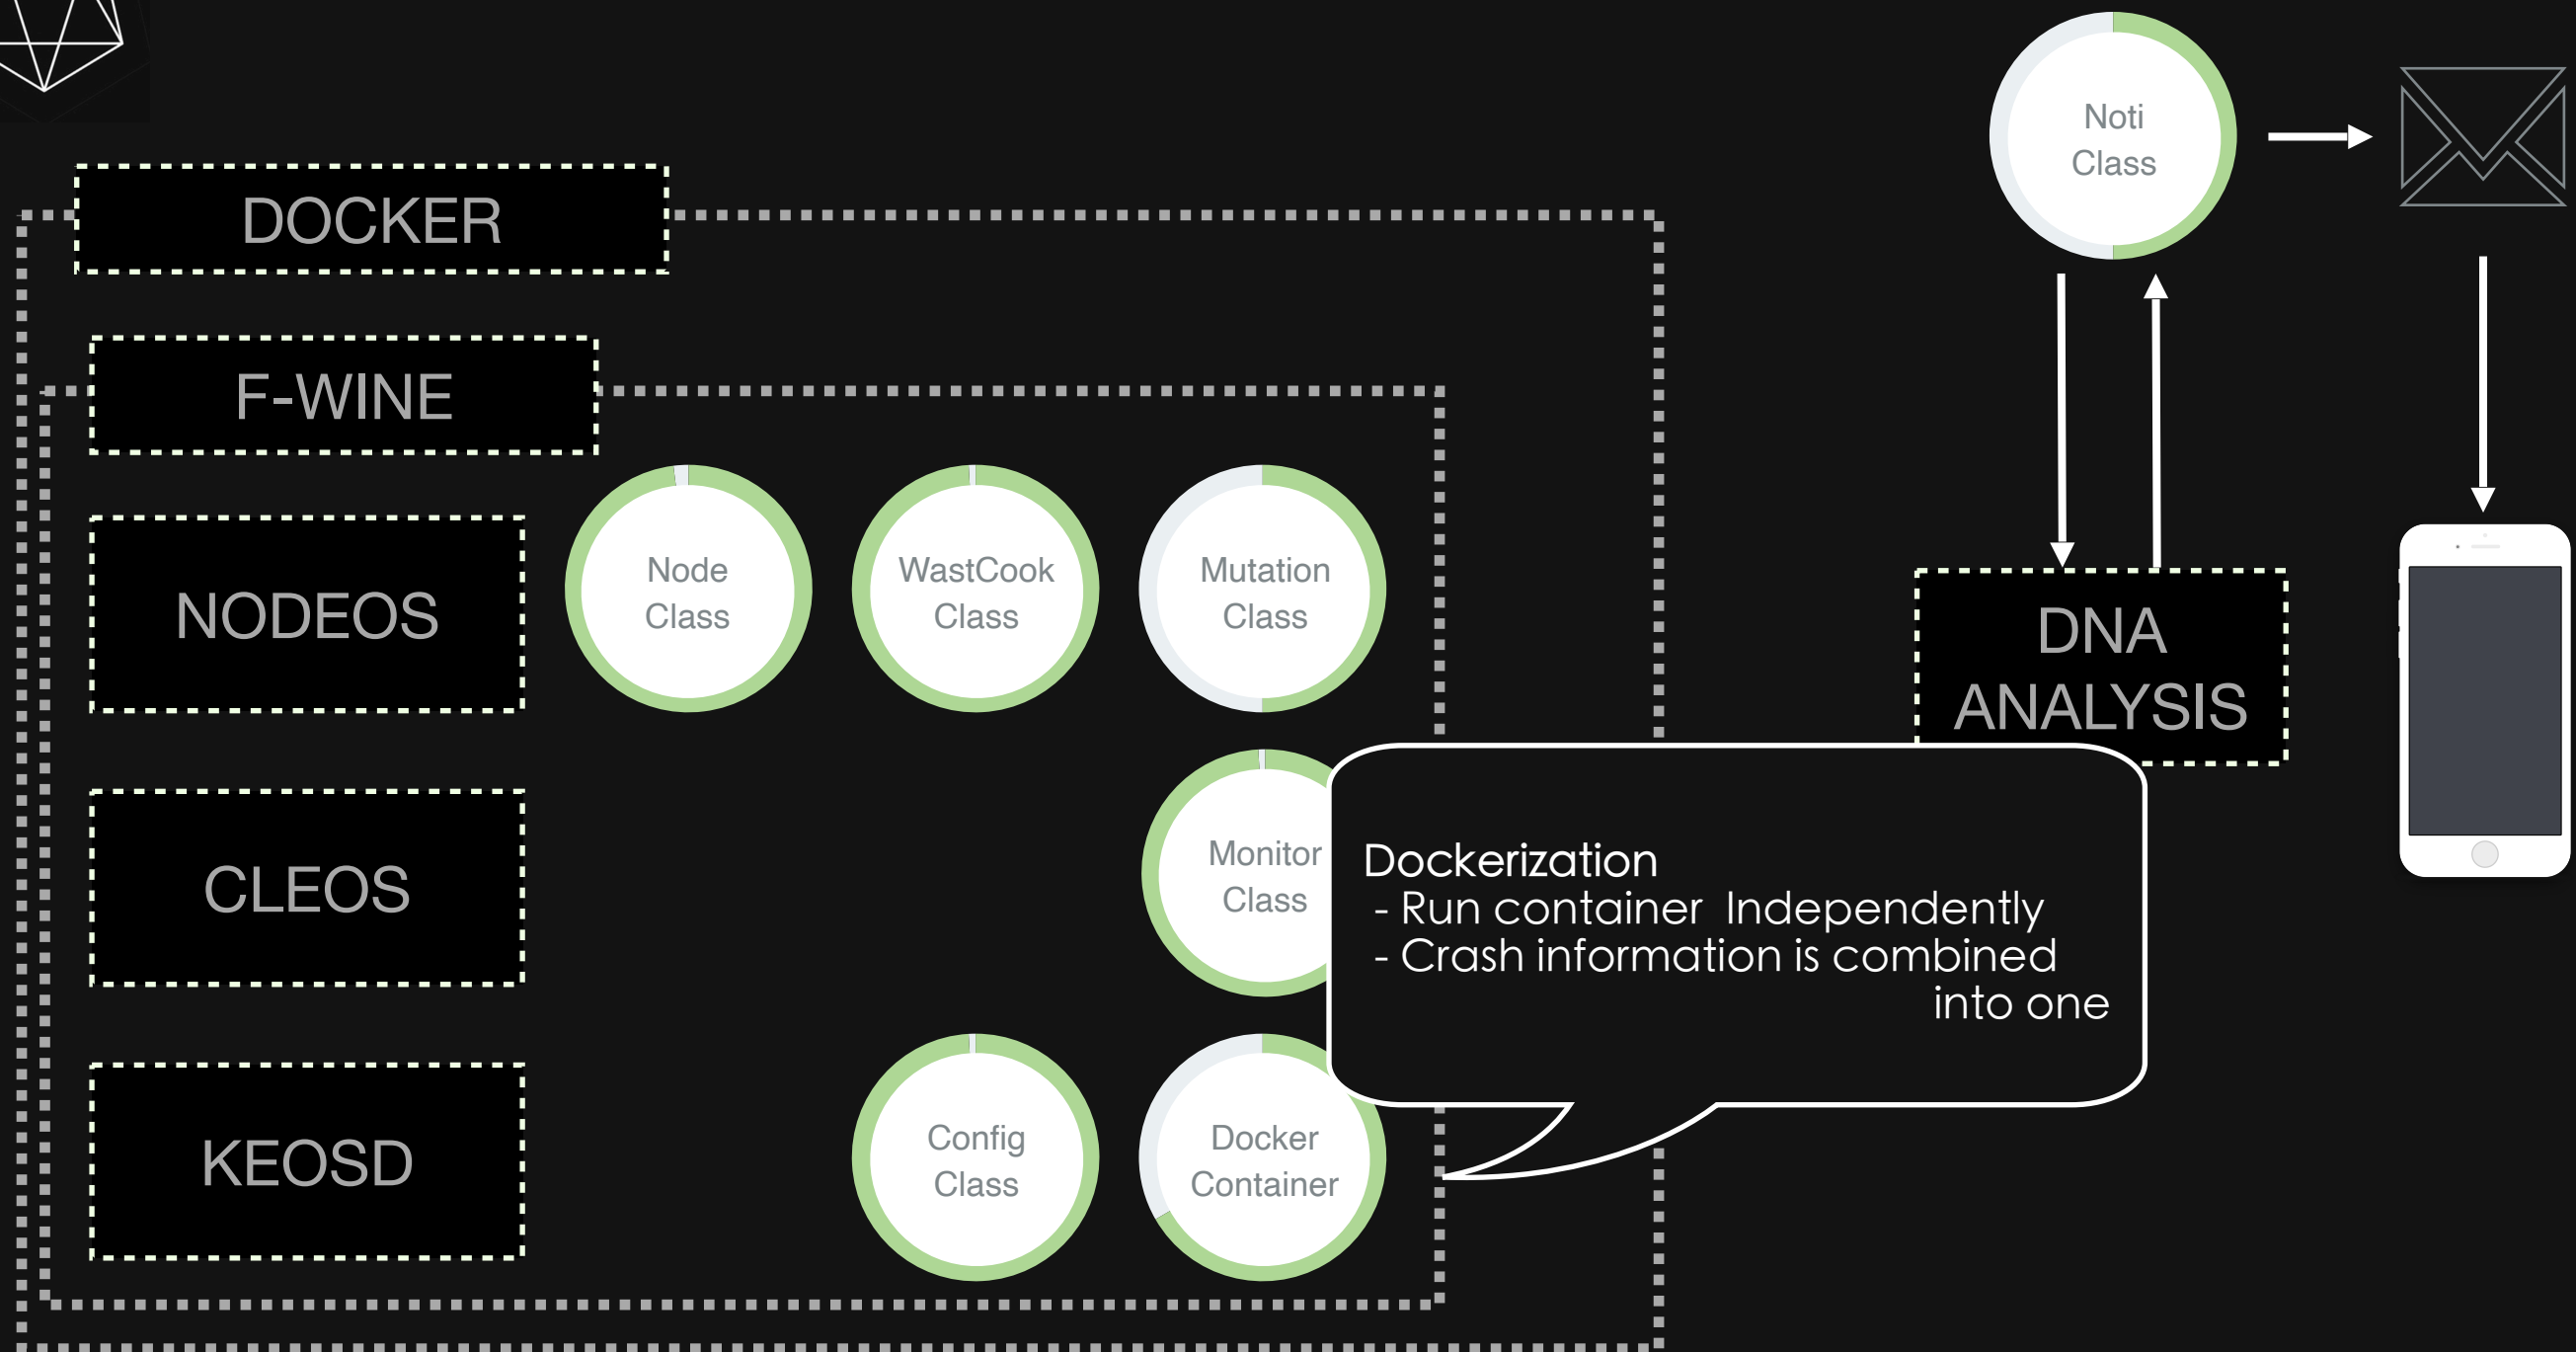 Noti
Class
DOCKER
F-WINE
NODEOS
Node
Class
WastCook
Class
Mutation
Class
DNA
ANALYSIS
CLEOS
Monitor
Class
Dockerization
- Run container  Independently
- Crash information is combined
into one
KEOSD
Config
Class
Docker
Container